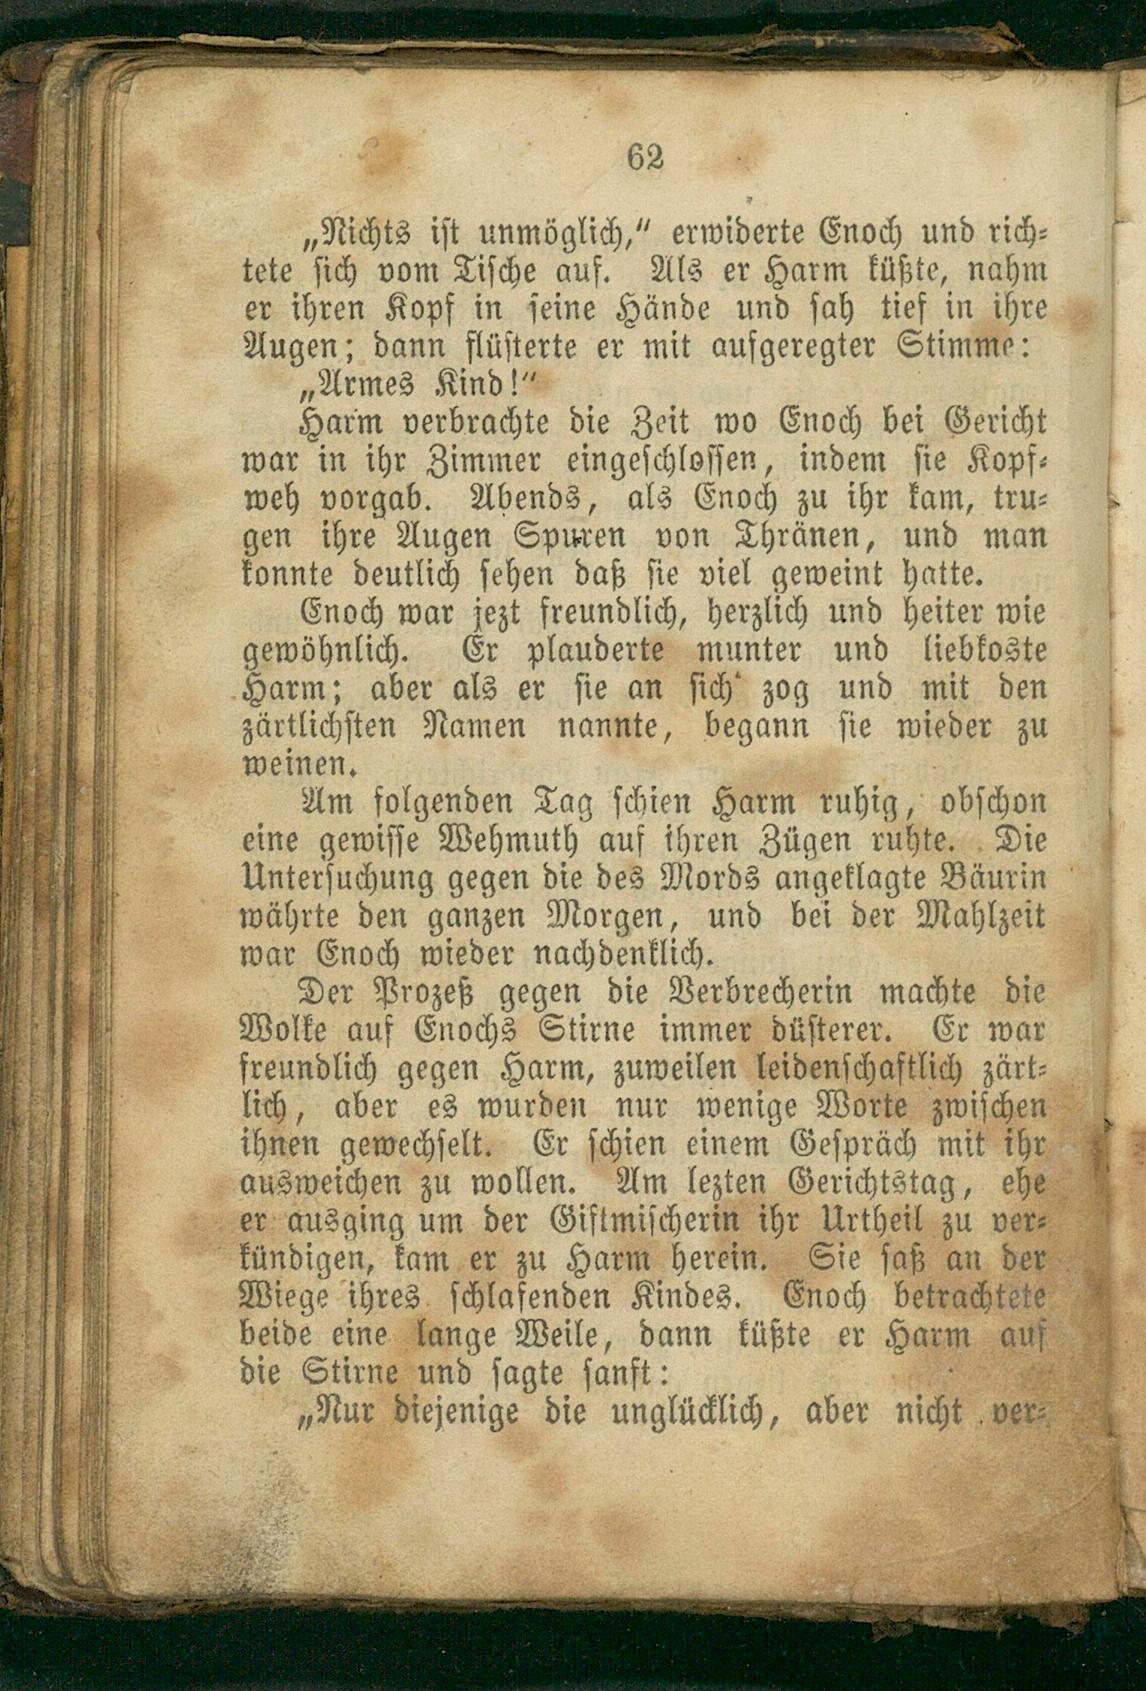 62
„Nichts ist unmöglich,“ erwiderte Enoch und rich-
tete sich vom Tische auf. Als er Harm küßte, nahm
er ihren Kopf in seine Hände und sah tief in ihre
Augen; dann flüsterte er mit aufgeregter Stimme:
„Armes Kind!“
Harm verbrachte die Zeit wo Enoch bei Gericht
war in ihr Zimmer eingeschlossen, indem sie Kopf-
weh vorgab. Abends, als Enoch zu ihr kam, tru-
gen ihre Augen Spuren von Thränen, und man
konnte deutlich sehen daß sie viel geweint hatte.
Enoch war jezt freundlich, herzlich und heiter wie
gewöhnlich. Er plauderte munter und liebkoste
Harm; aber als er sie an sich zog und mit den
zärtlichsten Namen nannte, begann sie wieder zu
weinen.
Am folgenden Tag schien Harm ruhig, obschon
eine gewisse Wehmuth auf ihren Zügen ruhte. Die
Untersuchung gegen die des Mords angeklagte Bäurin
währte den ganzen Morgen, und bei der Mahlzeit
war Enoch wieder nachdenklich.
Der Prozeß gegen die Verbrecherin machte die
Wolke auf Enochs Stirne immer düsterer. Er war
freundlich gegen Harm, zuweilen leidenschaftlich zärt-
lich, aber es wurden nur wenige Worte zwischen
ihnen gewechselt. Er schien einem Gespräch mit ihr
ausweichen zu wollen. Am lezten Gerichtstag, ehe
er ausging um der Giftmischerin ihr Urtheil zu ver-
kündigen, kam er zu Harm herein. Sie saß an der
Wiege ihres schlafenden Kindes. Enoch betrachtete
beide eine lange Weile, dann küßte er Harm auf
die Stirne und sagte sanft:
„Nur diejenige die unglücklich, aber nicht ver-